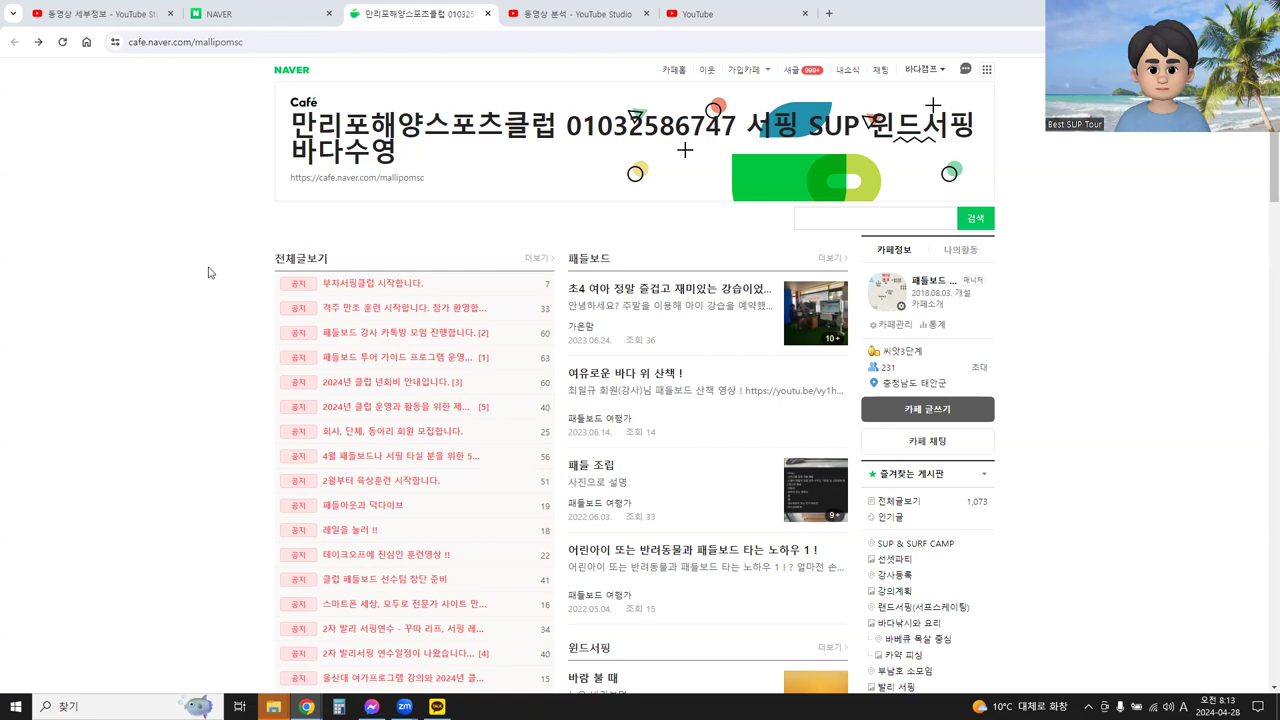 동영상 세부정보 - YouTube St
NAVER
만리포해양스포츠클럽 010325
동영상 분석 - YouTube Studio
YouTube
cafe.naver.com/mallipomsc
Best SUP Tour
NAVER
카페홈
이웃
가입카페
새글 999+
내소식
채팅
바다캠프
Café
만리포해양스포츠클럽 01032586747 서핑 SUP 윈드서핑
바다수영
https://cafe.naver.com/mallipomsc
검색
전체글보기
더보기
공지 부자서핑클럽 시작합니다. 7
공지 격주 만조 훈련 시작합니다. 참가 환영합... 33
공지 패들보드 강사 카톡방 모임 진행합니다. [2] 60
공지 패들보드 투어 가이드 프로그램 운영... [1] 63
공지 2024년 클럽 년회비 안내입니다. [3] 60
공지 2024년 클럽 운영과 활동을 위한 제... [5] 40
공지 회사, 단체, 동아리 회원 모집합니다. 25
공지 4월 패들보드나 서핑 타실 분을 위한 5... 56
공지 2월부터 육상훈련 시작합니다. 24
공지 패들아웃과 덕다이브 14
공지 레일을 눌러 !! 18
공지 테이크오프에 진심인 훈련영상 !! 22
공지 클럽 패들보드 선수팀 창단 준비 41
공지 스마트폰 세상, 모두로 전문가 사이트 만... 16
공지 2차 발리 서핑연수 - 꾸따 리프, 서핑 레... 34
공지 2차 발리서핑 연수일정이 나왔습니다... [4] 40
공지 울산대 여가프로그램 강의와 2024년 클... 15
패들보드
더보기
초4 여아 정말 즐겁고 재미있는 강습이었...
안녕하세요? 주말을 이용해 아이 강습을 예약했...
가온맘
2023.06.24. 조회 36
10+
여유로운 바다 위 산책 !
최일규 회원(강사)님 패들보드 산책 영상 ! https://youtu.be/vy1h...
패들보드 여행가
2023.06.14. 조회 14
패들 조립
사진으로 설명
패들보드 여행가
2022.06.03. 조회 33
9+
어린아이 또는 반려동물과 패들보드 타는 노하우 1 !
어린아이 또는 반려동물과 패들보드 타는 노하우 1 ! ? 얼마전 손...
패들보드 여행가
2022.05.04. 조회 15
윈드서핑
더보기
바람 불 때
카페정보
나의활동
패들보드 ... 매니저
2018.08.03. 개설
카페소개
카페관리
통계
씨앗3단계
231
초대
충청남도 태안군
카페 글쓰기
카페 채팅
즐겨찾는 게시판
전체글보기 1,073
인기글
SUP & SURF CAMP
선셋파티
강사등록
강의계획
랜드서핑(서프스케이팅)
바다낚시와 요리
바베큐 목살 중심
카약 피싱
부남호 소모임
발리 서핑
찾기
zm
TALK
10°C 대체로 화창
A
오전 8:13
2024-04-28